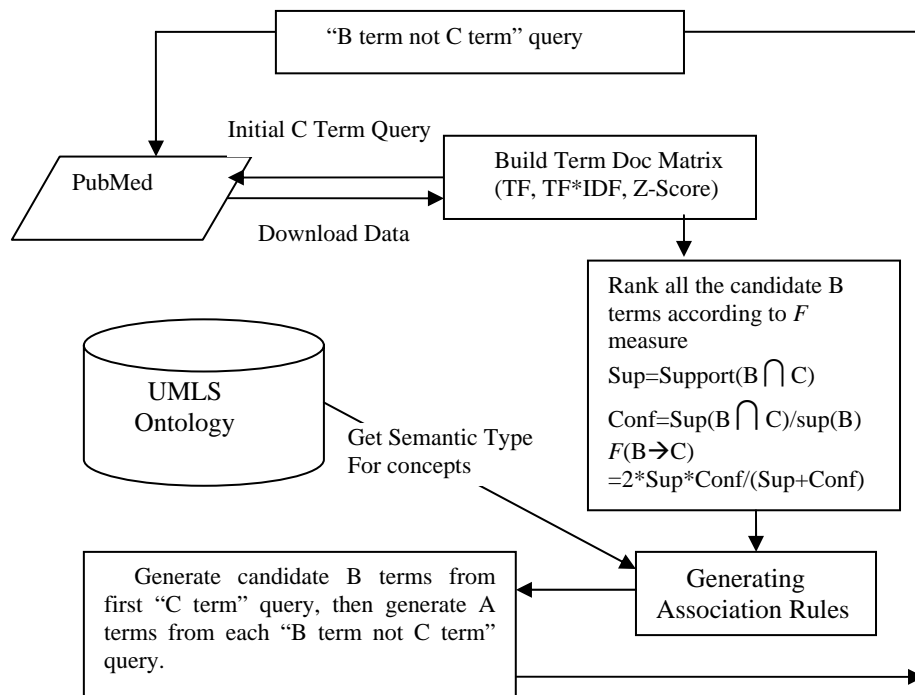 “B term not C term” query
Initial C Term Query
PubMed
Build Term Doc Matrix
(TF, TF*IDF, Z-Score)
Download Data
Rank all the candidate B
terms according to F
measure
Sup=Support(B ⋂ C)
Conf=Sup(B ⋂ C)/sup(B)
F(B→C)
=2*Sup*Conf/(Sup+Conf)
UMLS
Ontology
Get Semantic Type
For concepts
Generating
Association Rules
Generate candidate B terms from
first “C term” query, then generate A
terms from each “B term not C term”
query.